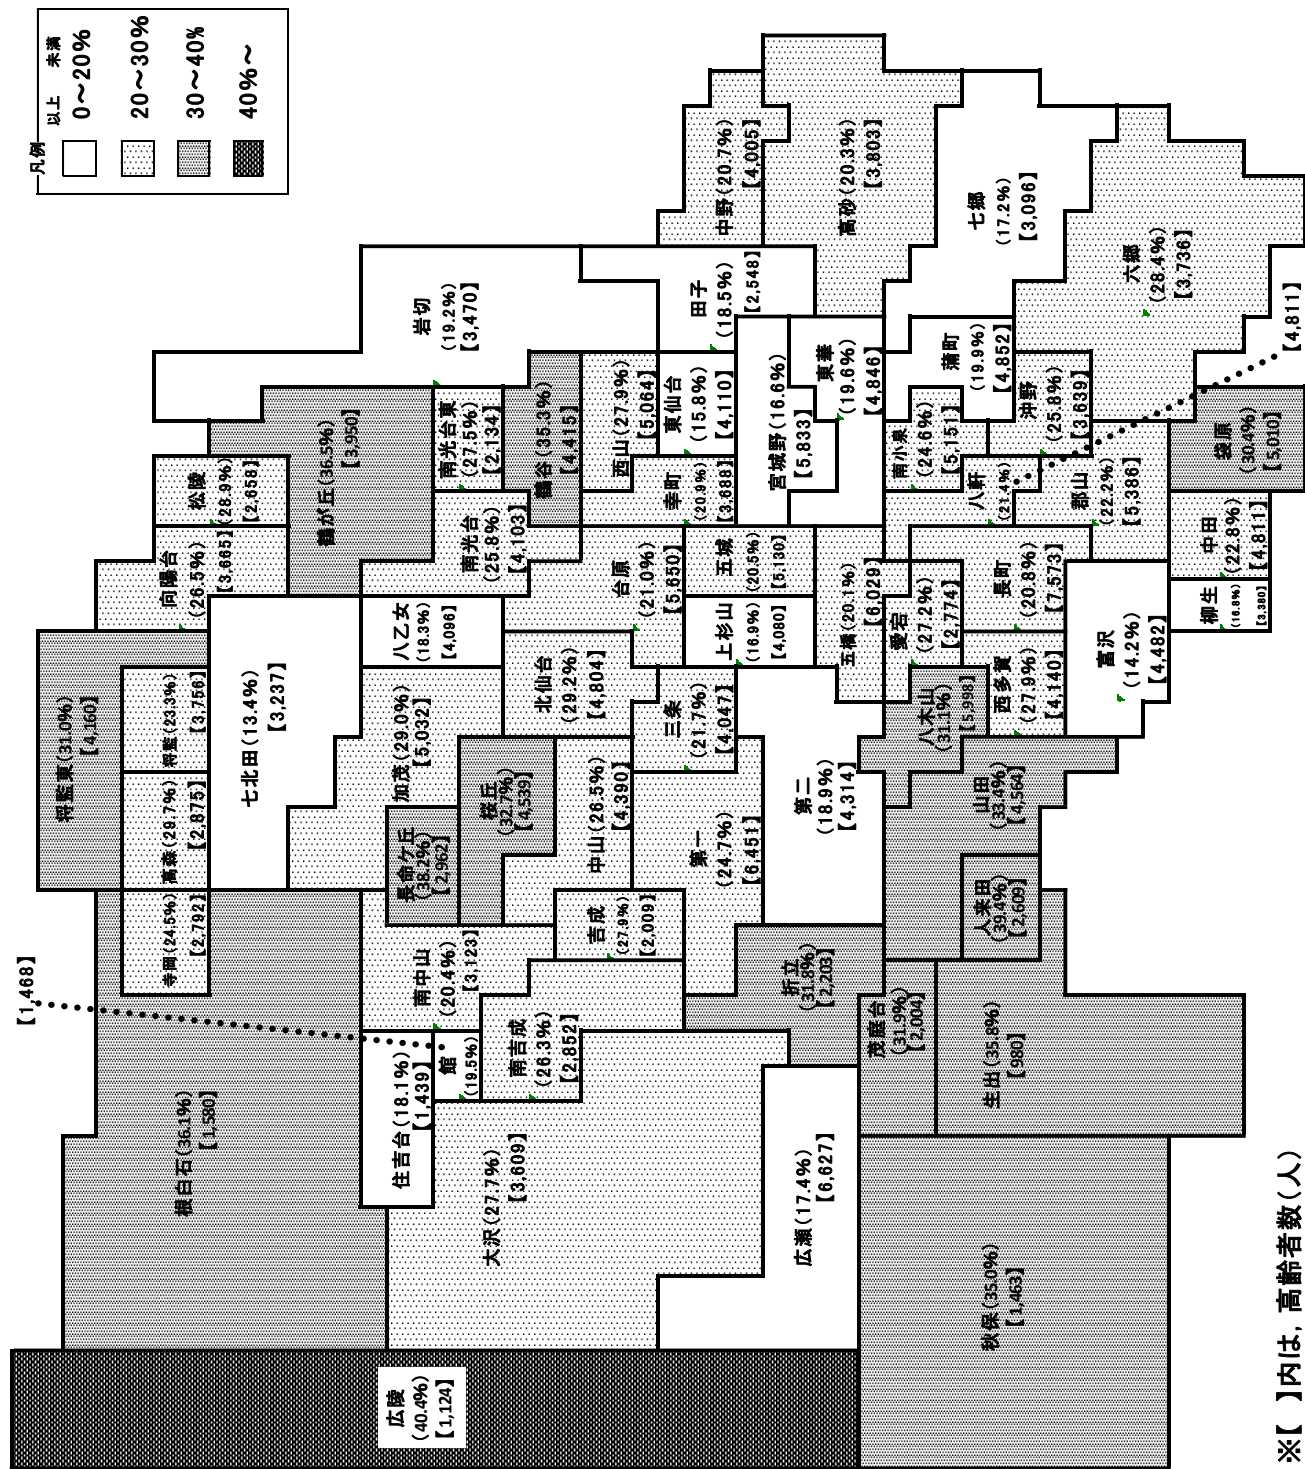 凡例
以上 未満
0～20%
20～30%
30～40%
40%～
広陵
(40.4%)
【1,124】
根白石(36.1%)
【1,580】
大沢(27.7%)
【3,609】
広瀬(17.4%)
【6,627】
秋保(35.0%)
【1,463】
住吉台(18.1%)
【1,439】
館
(19.5%)
【1,468】
南吉成
(26.3%)
【2,852】
南中山
(20.4%)
【3,123】
吉成
(27.9%)
【2,009】
折立
(31.8%)
【2,203】
茂庭台
(31.9%)
【2,004】
生出(35.8%)
【980】
人来田
(39.4%)
【2,609】
山田
(33.4%)
【4,564】
寺岡(24.5%)
【2,792】
高森(29.7%)
【2,875】
将監(23.3%)
【3,756】
将監東(31.0%)
【4,160】
七北田(13.4%)
【3,237】
長命ケ丘
(38.2%)
【2,962】
加茂(29.0%)
【5,032】
桜丘
(32.7%)
【4,539】
中山(26.5%)
【4,390】
第一
(24.7%)
【6,451】
第二
(18.9%)
【4,314】
三条
(21.7%)
【4,047】
北仙台
(29.2%)
【4,804】
八乙女
(18.3%)
【4,096】
台原
(21.0%)
【5,650】
上杉山
(16.9%)
【4,080】
五城
(20.5%)
【5,130】
五橋(20.1%)
【6,029】
愛宕
(27.2%)
【2,774】
八木山
(31.1%)
【5,998】
西多賀
(27.9%)
【4,140】
長町
(20.8%)
【7,573】
富沢
(14.2%)
【4,482】
柳生
(16.8%)
【3,380】
中田
(22.8%)
【4,811】
向陽台
(26.5%)
【3,665】
松陵
(28.9%)
【2,658】
鶴が丘(36.5%)
【3,950】
南光台
(25.8%)
【4,103】
南光台東
(27.5%)
【2,134】
鶴谷(35.3%)
【4,415】
西山(27.9%)
【5,064】
幸町
(20.9%)
【3,688】
東仙台
(15.8%)
【4,110】
宮城野(16.6%)
【5,833】
東華
(19.6%)
【4,846】
南小泉
(24.6%)
【5,151】
八軒
(21.4%)
【4,811】
郡山
(22.2%)
【5,386】
沖野
(25.8%)
【3,639】
蒲町
(19.9%)
【4,852】
袋原
(30.4%)
【5,010】
岩切
(19.2%)
【3,470】
田子
(18.5%)
【2,548】
中野(20.7%)
【4,005】
高砂(20.3%)
【3,803】
七郷
(17.2%)
【3,096】
六郷
(28.4%)
【3,736】
※【　】内は，高齢者数(人)